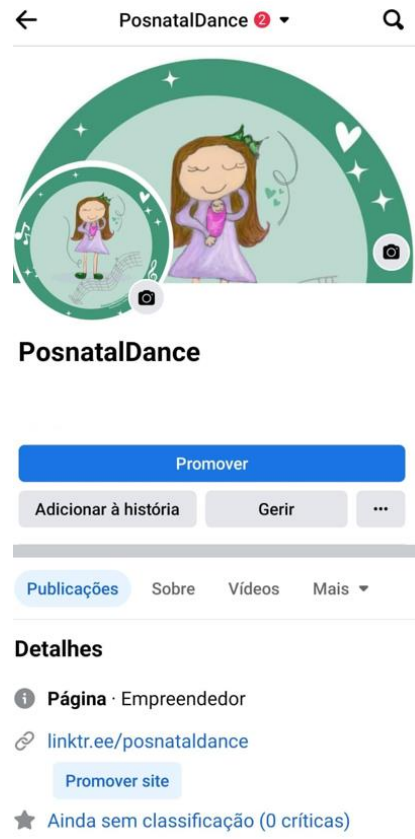 PosnatalDance 2
PosnatalDance
Promover
Adicionar à história Gerir
Publicações Sobre Vídeos Mais
Detalhes
Página · Empreendedor
linktr.ee/posnataldance
Promover site
Ainda sem classificação (0 críticas)